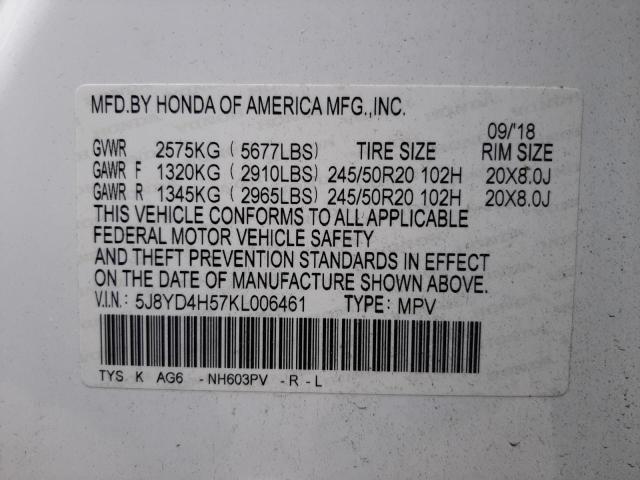 MFD.BY HONDA OF AMERICA MFG.,INC.
09/'18
GVWR 2575KG (5677LBS) TIRE SIZE RIM SIZE
GAWR F 1320KG (2910LBS) 245/50R20 102H 20X8.0J
GAWR R 1345KG (2965LBS) 245/50R20 102H 20X8.0J
THIS VEHICLE CONFORMS TO ALL APPLICABLE
FEDERAL MOTOR VEHICLE SAFETY
AND THEFT PREVENTION STANDARDS IN EFFECT
ON THE DATE OF MANUFACTURE SHOWN ABOVE.
V.I.N.: 5J8YD4H57KL006461 TYPE: MPV
TYS K AG6 -NH603PV -R-L